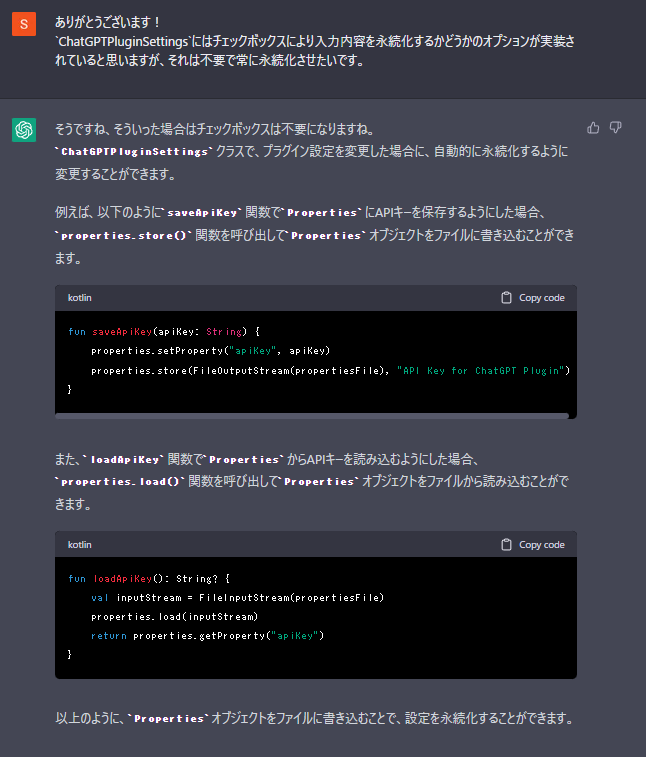 S
ありがとうございます！
`ChatGPTPluginSettings`にはチェックボックスにより入力内容を永続化するかどうかのオプションが実装さ
れていると思いますが、それは不要で常に永続化させたいです。
そうですね、そういった場合はチェックボックスは不要になりますね。
`ChatGPTPluginSettings`クラスで、プラグイン設定を変更した場合に、自動的に永続化するように
変更することができます。
例えば、以下のように`saveApiKey`関数で`Properties`にAPIキーを保存するようにした場合、
`properties.store()`関数を呼び出して`Properties`オブジェクトをファイルに書き込むことができ
ます。
kotlin Copy code
fun saveApiKey(apiKey: String) {
    properties.setProperty("apiKey", apiKey)
    properties.store(FileOutputStream(propertiesFile), "API Key for ChatGPT Plugin")
}
また、`loadApiKey`関数で`Properties`からAPIキーを読み込むようにした場合、
`properties.load()`関数を呼び出して`Properties`オブジェクトをファイルから読み込むことがで
きます。
kotlin Copy code
fun loadApiKey(): String? {
    val inputStream = FileInputStream(propertiesFile)
    properties.load(inputStream)
    return properties.getProperty("apiKey")
}
以上のように、`Properties`オブジェクトをファイルに書き込むことで、設定を永続化することができます。